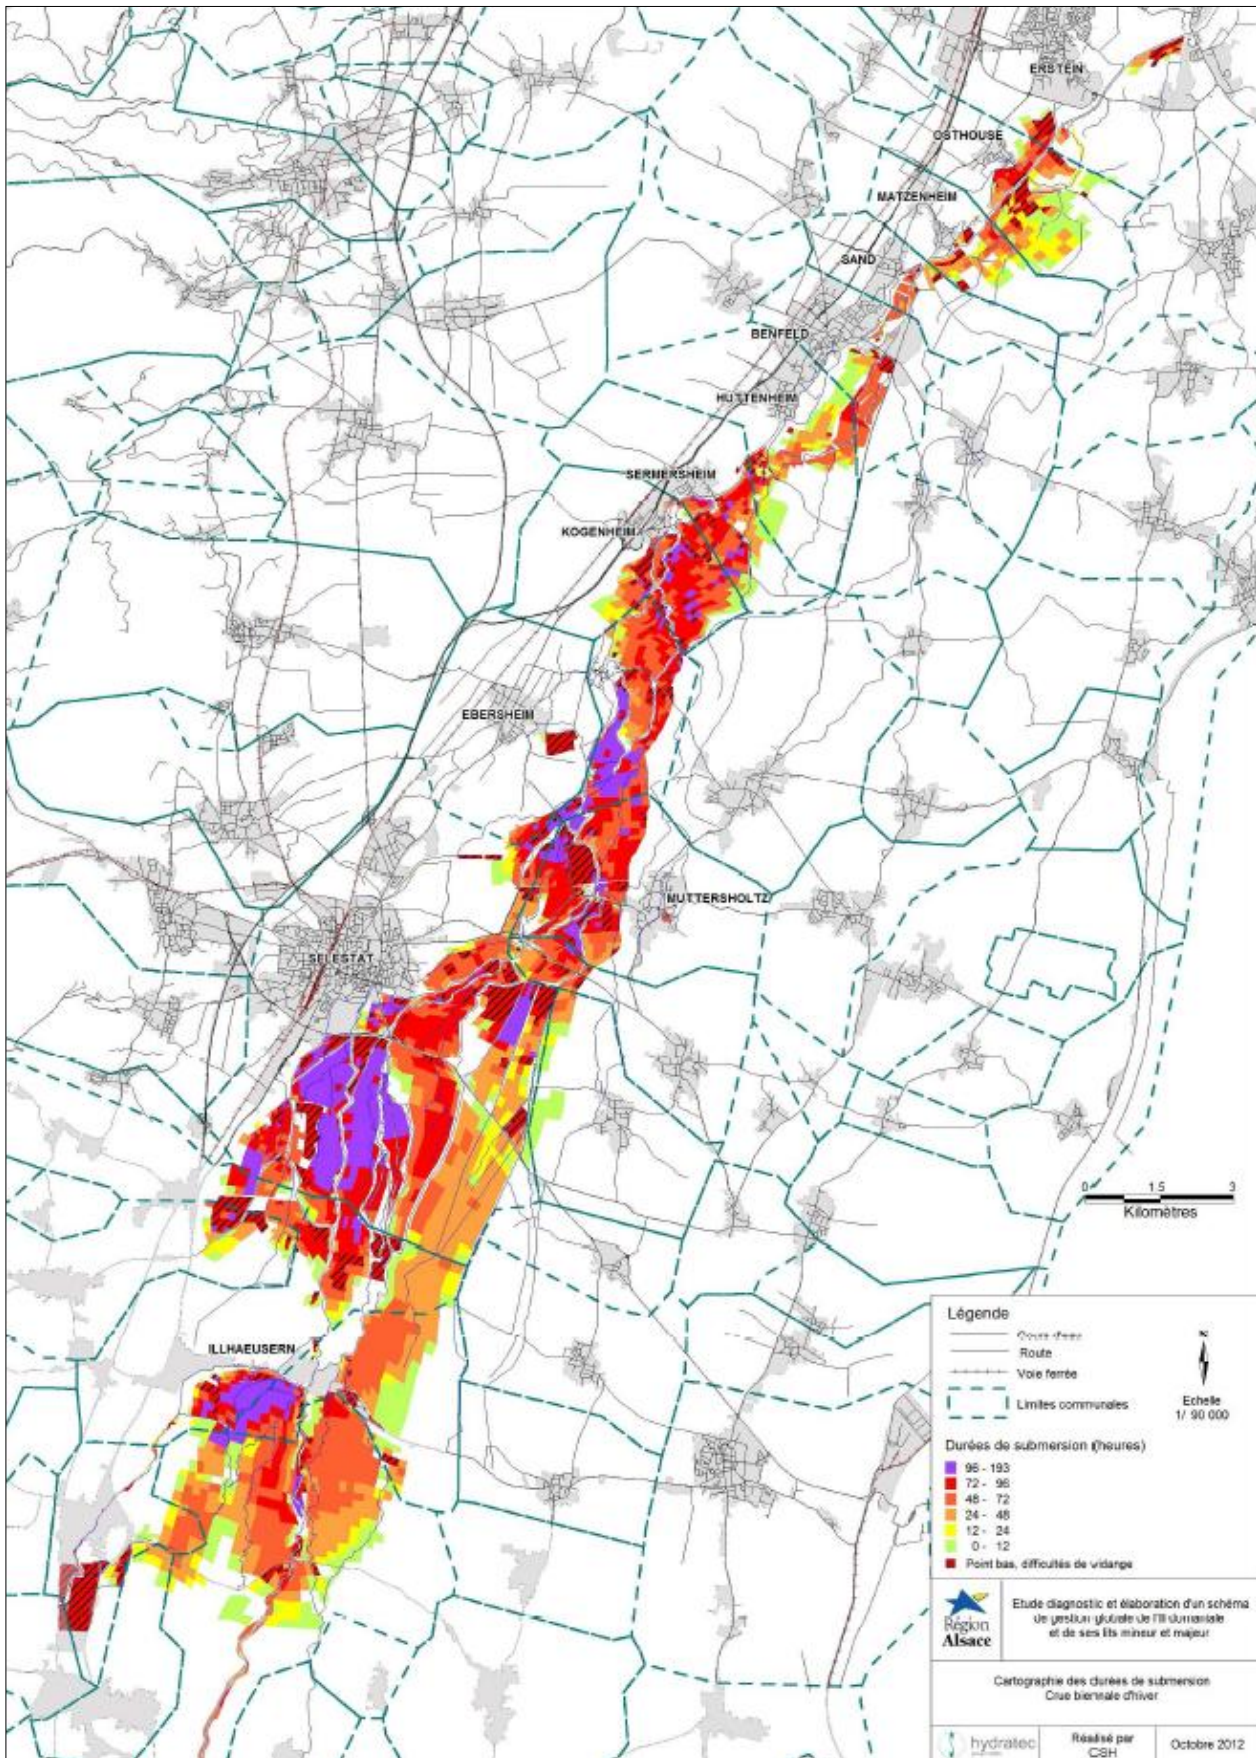 ERSTEIN
OSTHOUSE
MATZENHEIM
SAND
BENFELD
HUTTENHEIM
SERMERSHEIM
KOGENHEIM
EBERSHEIM
MUTTERSHOLTZ
SELESTAT
0 1.5 3
Kilomètres
ILLHAEUSERN
Légende
Cours d'eau
Route
Voie ferrée
Limites communales
N
Echelle
1/ 90 000
Durées de submersion (heures)
96 - 193
72 - 96
48 - 72
24 - 48
12 - 24
0 - 12
Point bas, difficultés de vidange
Région
Alsace
Etude diagnostic et élaboration d'un schéma
de gestion globale de l'Ill domaniale
et de ses lits mineur et majeur
Cartographie des durées de submersion
Crue biennale d'hiver
hydratec
Réalisé par
CSH
Octobre 2012